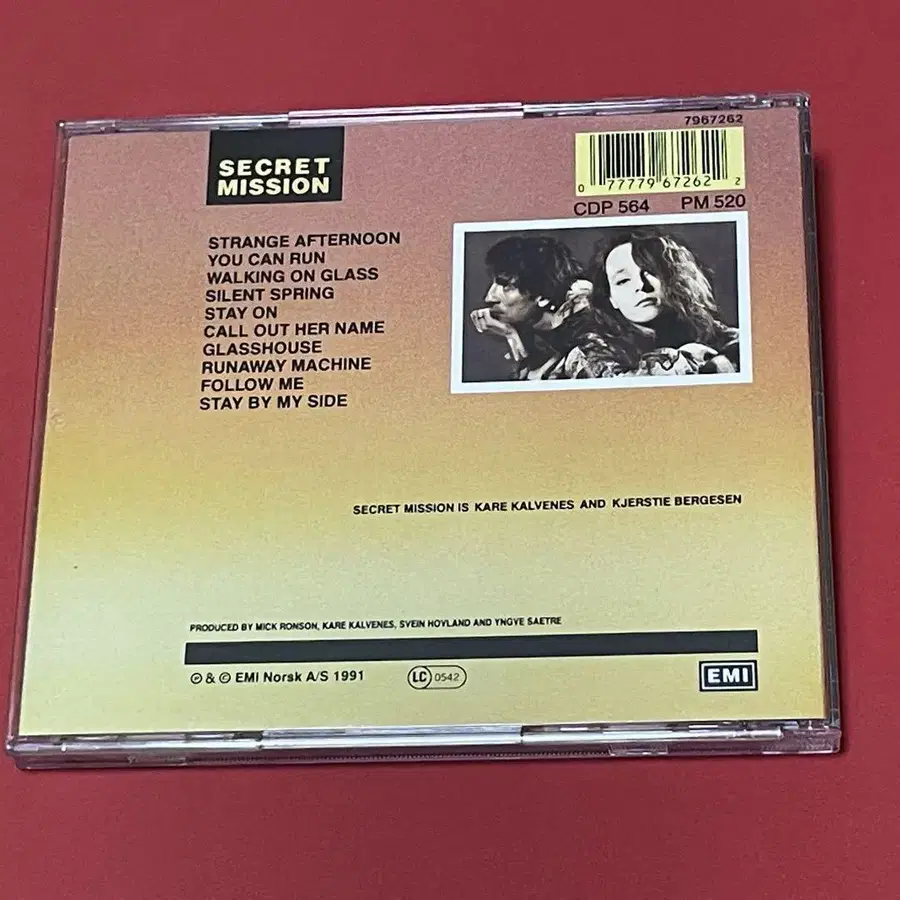 7967262
SECRET
MISSION
0 77779 67262 2
CDP 564 PM 520
STRANGE AFTERNOON
YOU CAN RUN
WALKING ON GLASS
SILENT SPRING
STAY ON
CALL OUT HER NAME
GLASSHOUSE
RUNAWAY MACHINE
FOLLOW ME
STAY BY MY SIDE
SECRET MISSION IS KARE KALVENES AND KJERSTIE BERGESEN
PRODUCED BY MICK RONSON, KARE KALVENES, SVEIN HOVLAND AND YNGVE SAETRE
℗ & © EMI Norsk A/S 1991
LC 0542
EMI